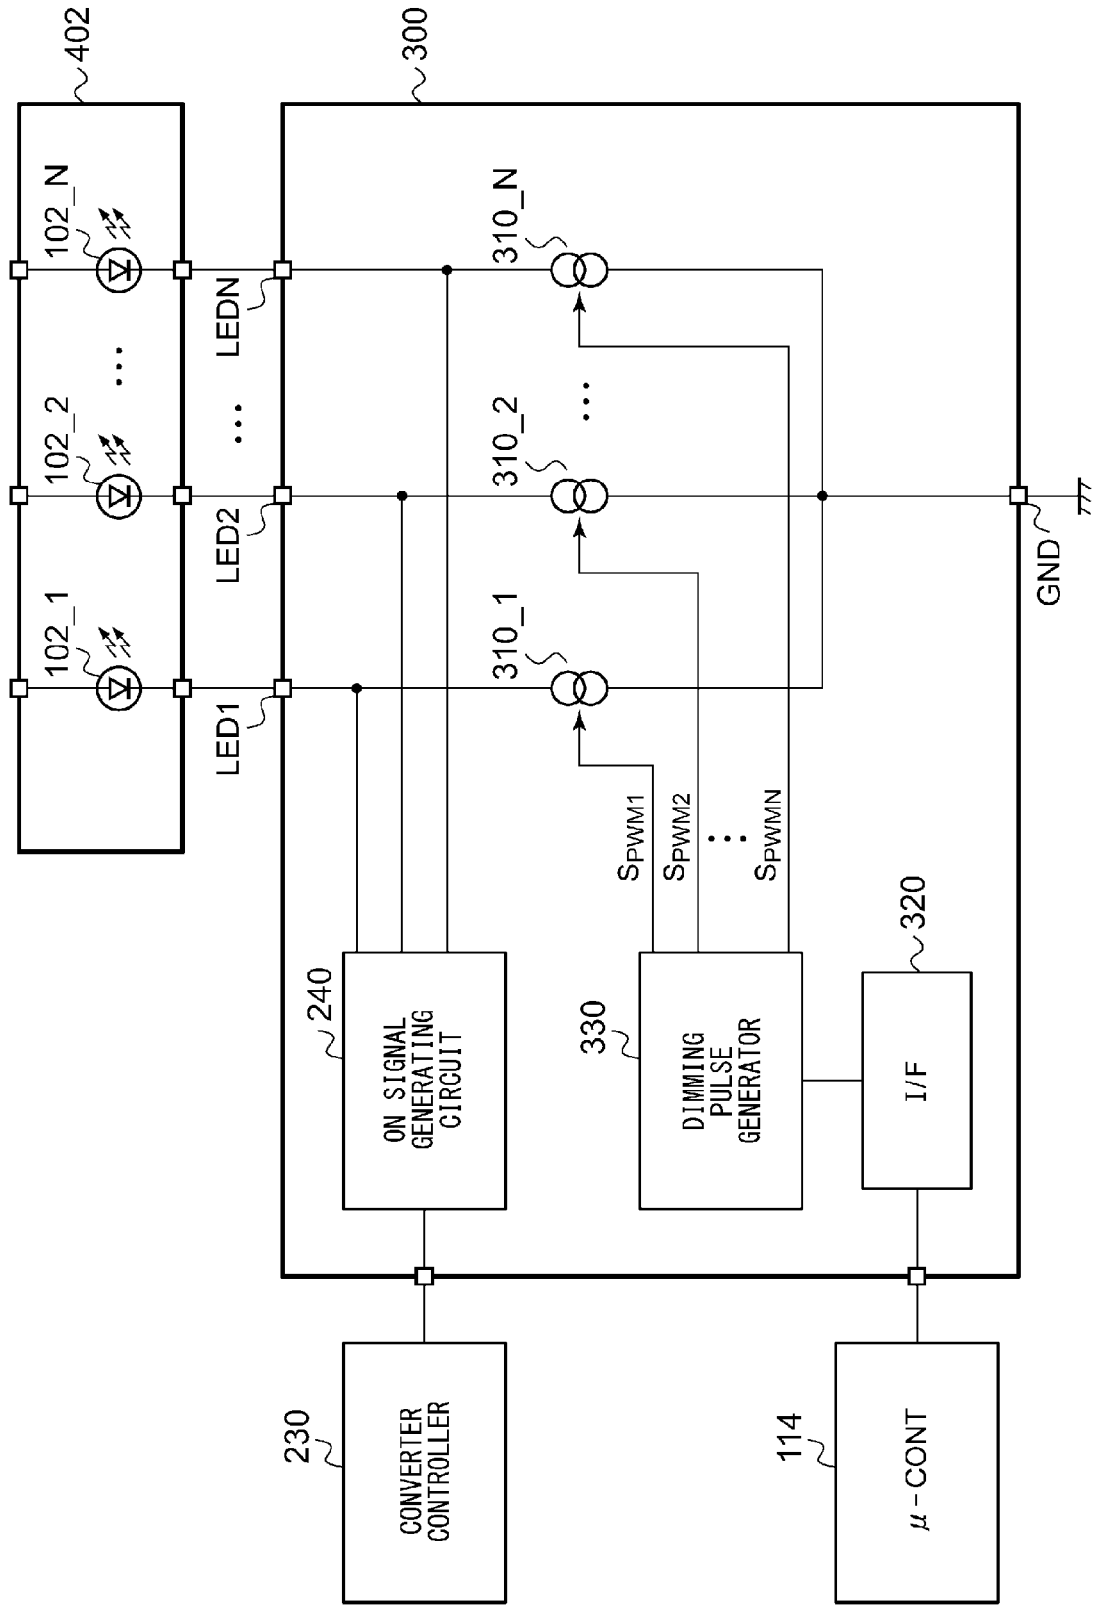 402
102_1
102_2
...
102_N
LED1
LED2
...
LEDN
300
240
ON SIGNAL
GENERATING
CIRCUIT
230
CONVERTER
CONTROLLER
310_1
310_2
...
310_N
SPWM1
SPWM2
...
SPWMN
330
DIMMING
PULSE
GENERATOR
320
I/F
114
μ-CONT
GND